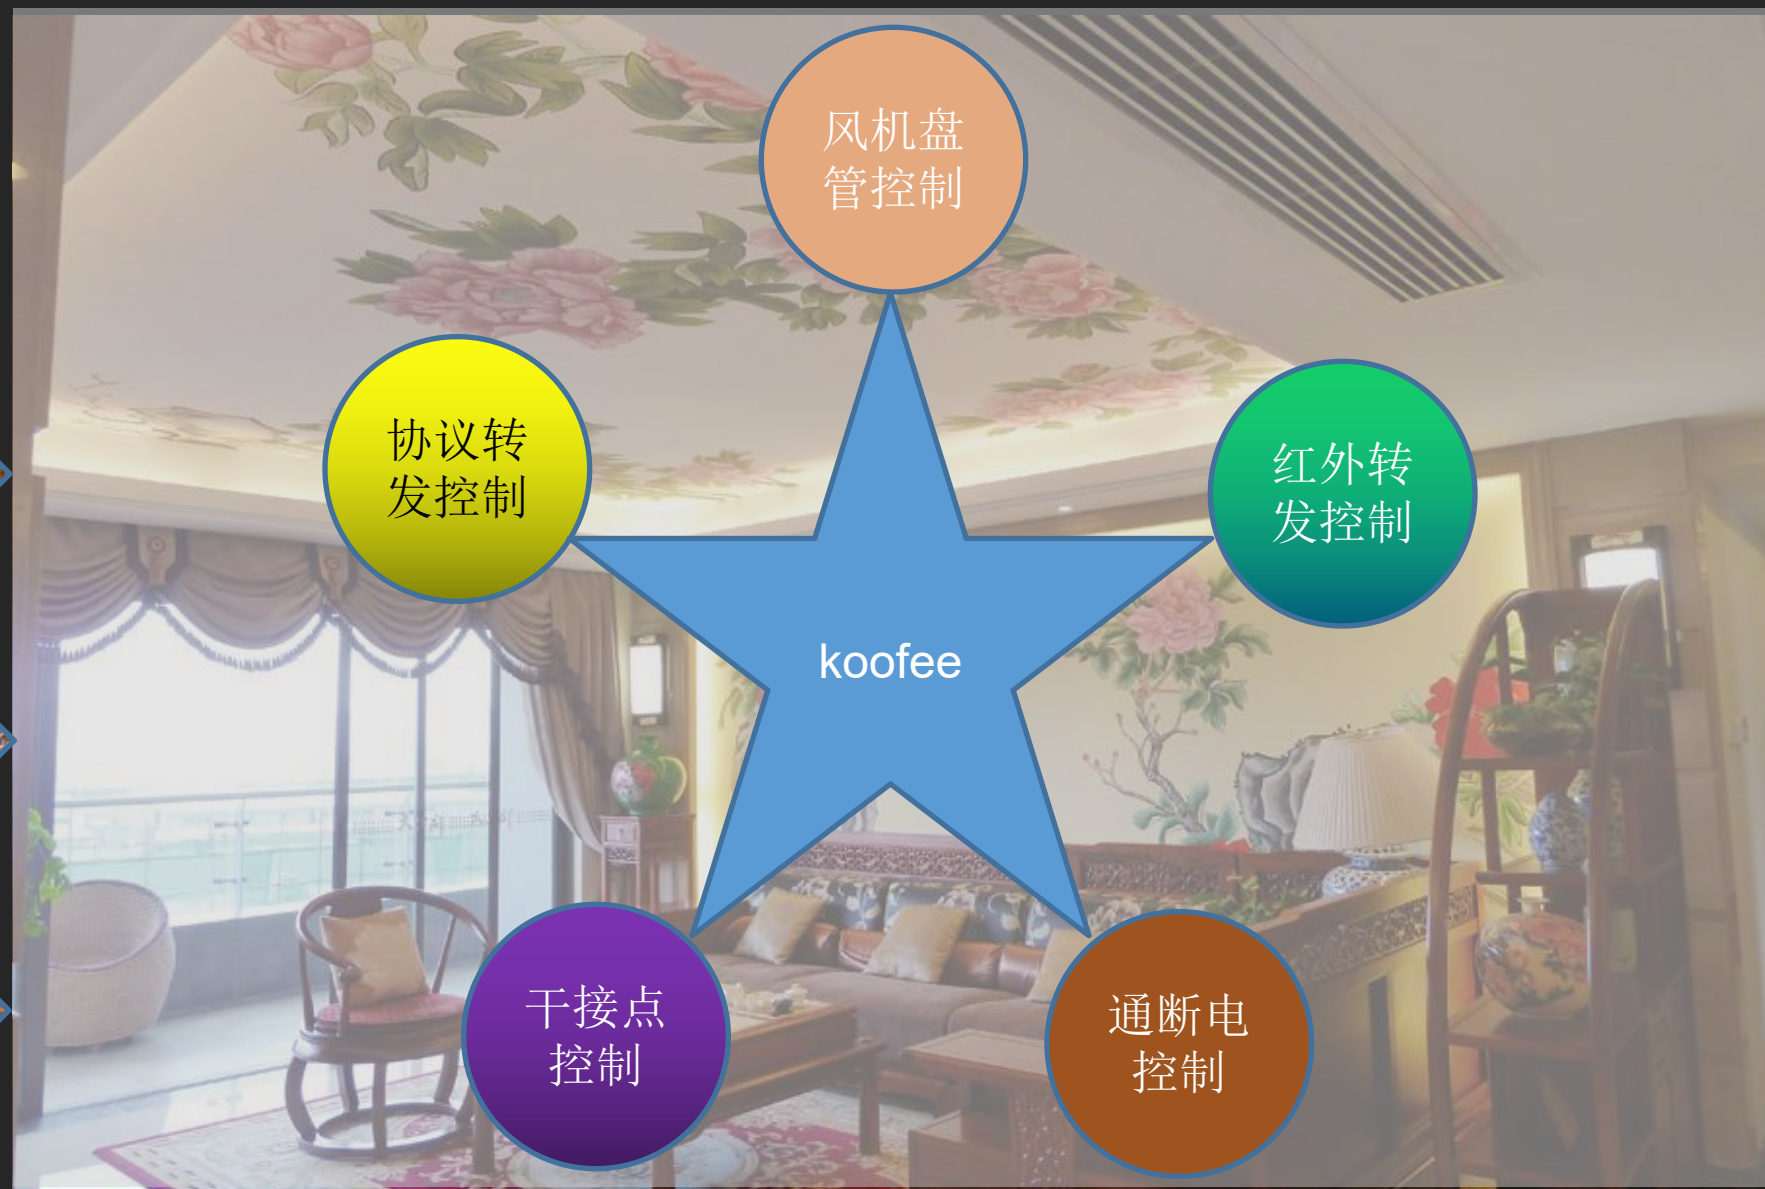 风机盘
管控制
协议转
发控制
红外转
发控制
koofee
干接点
控制
通断电
控制